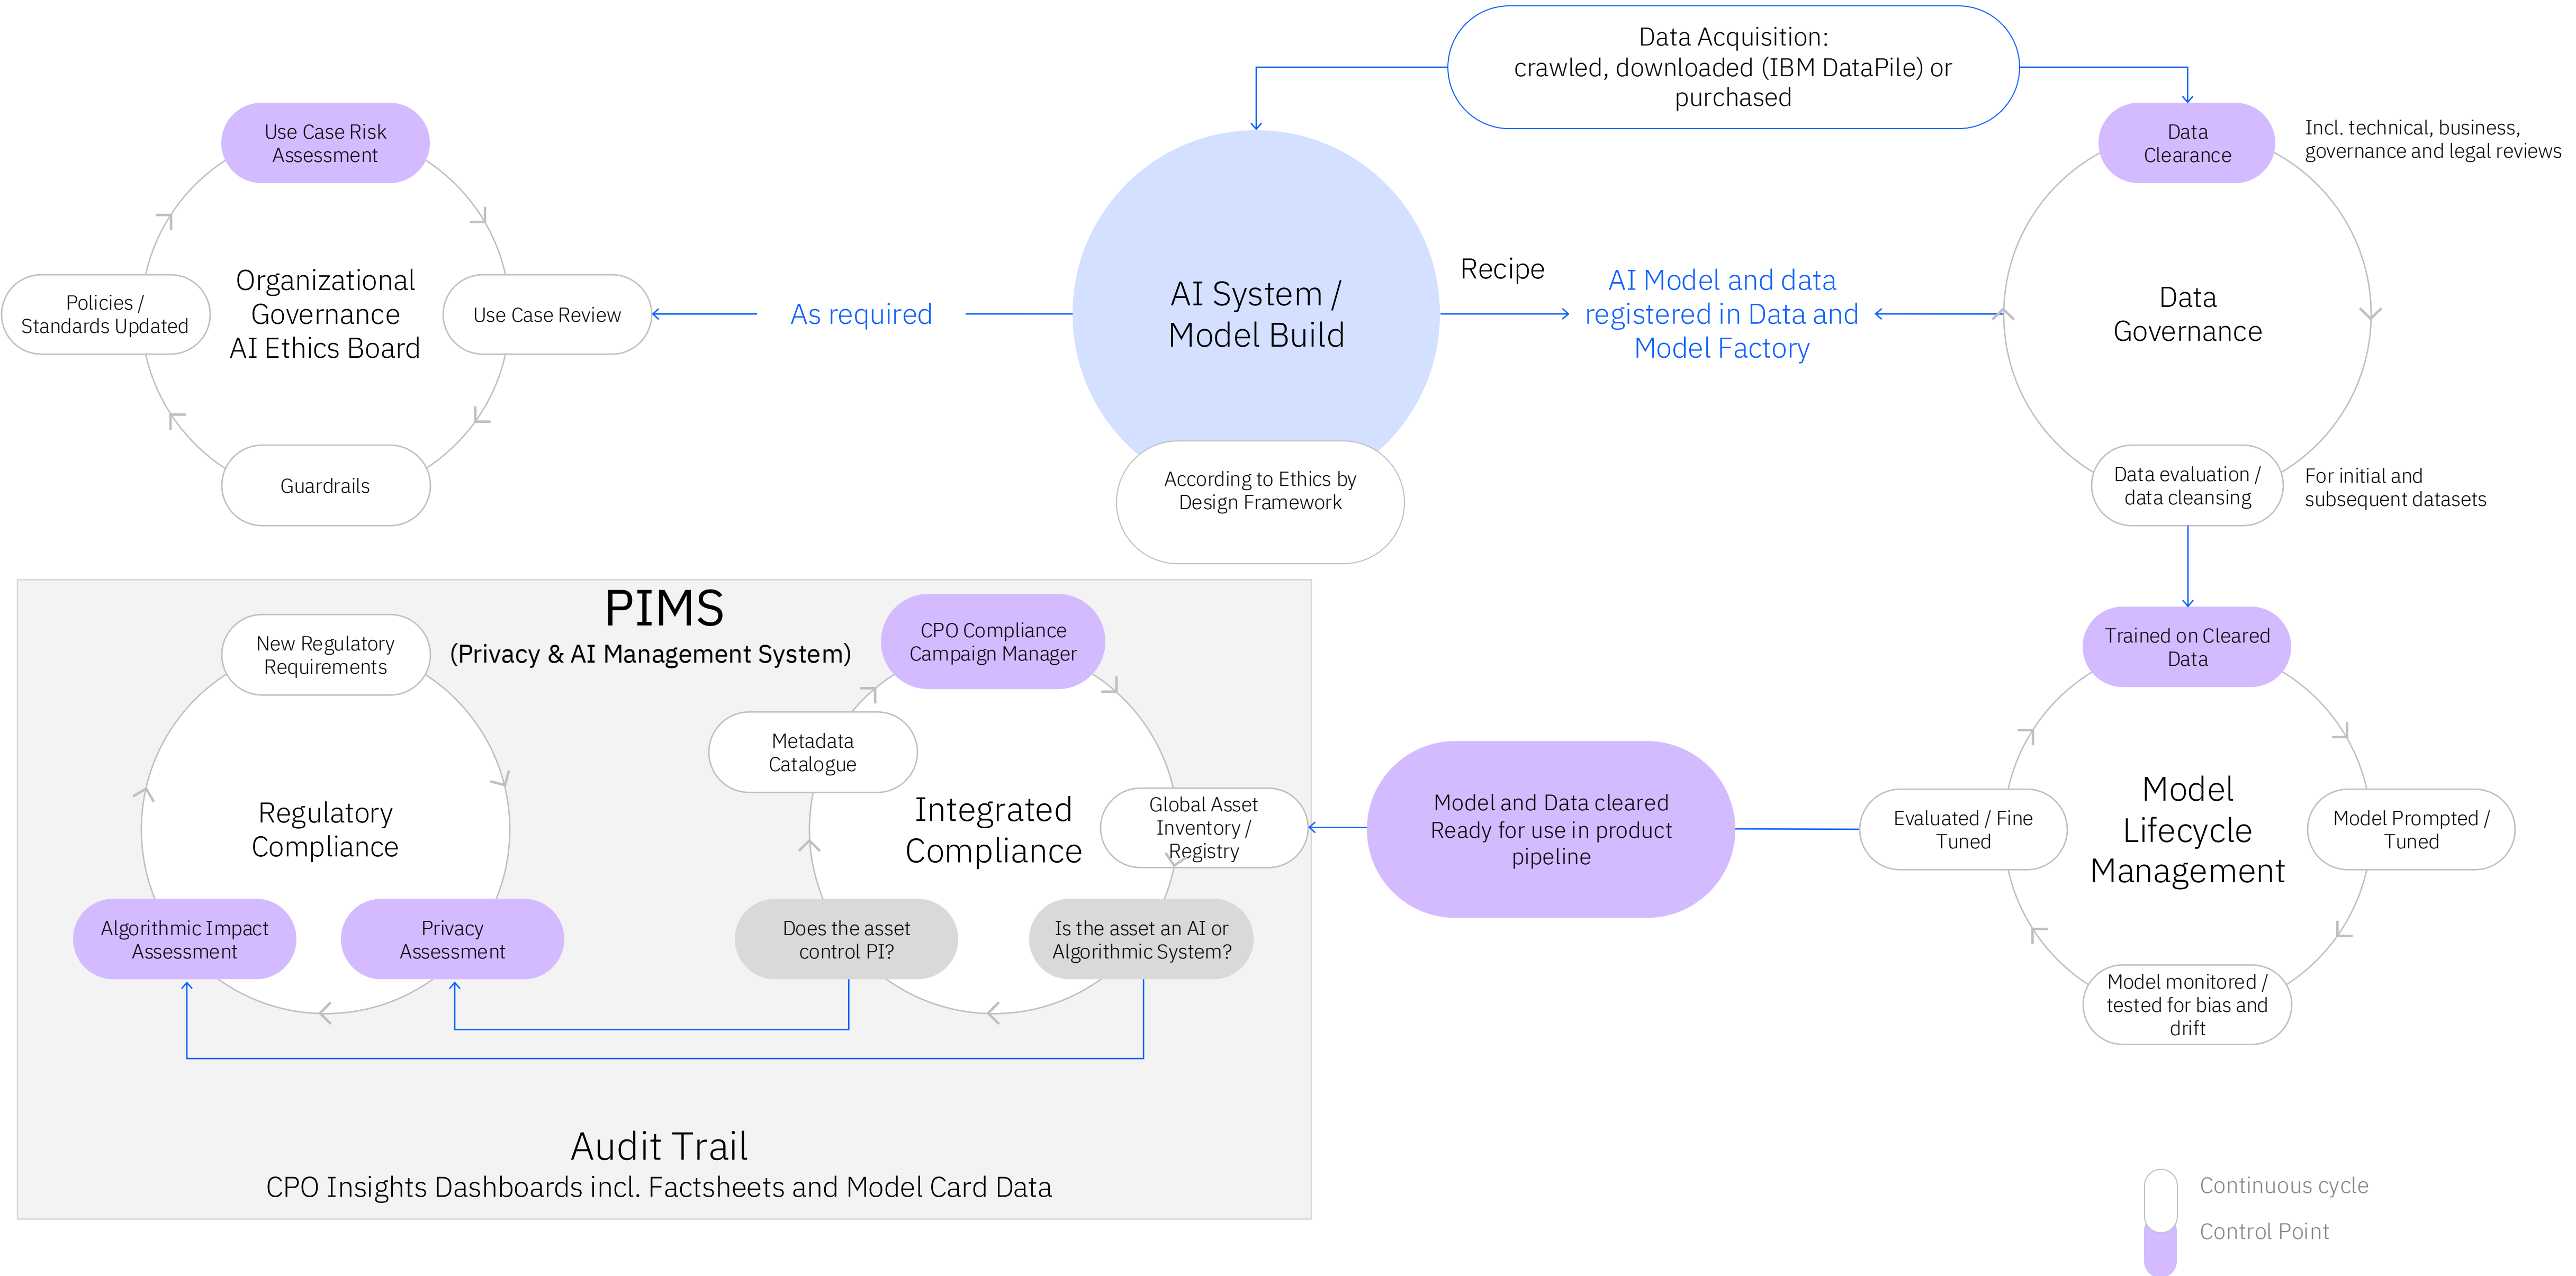 Data Acquisition:
crawled, downloaded (IBM DataPile) or
purchased
Use Case Risk
Assessment
Policies /
Standards Updated
Organizational
Governance
AI Ethics Board
Use Case Review
Guardrails
As required
AI System /
Model Build
According to Ethics by
Design Framework
Recipe
AI Model and data
registered in Data and
Model Factory
Data
Clearance
Incl. technical, business,
governance and legal reviews
Data
Governance
Data evaluation /
data cleansing
For initial and
subsequent datasets
PIMS
(Privacy & AI Management System)
New Regulatory
Requirements
Regulatory
Compliance
Algorithmic Impact
Assessment
Privacy
Assessment
CPO Compliance
Campaign Manager
Metadata
Catalogue
Integrated
Compliance
Global Asset
Inventory /
Registry
Does the asset
control PI?
Is the asset an AI or
Algorithmic System?
Audit Trail
CPO Insights Dashboards incl. Factsheets and Model Card Data
Model and Data cleared
Ready for use in product
pipeline
Trained on Cleared
Data
Evaluated / Fine
Tuned
Model
Lifecycle
Management
Model Prompted /
Tuned
Model monitored /
tested for bias and
drift
Continuous cycle
Control Point